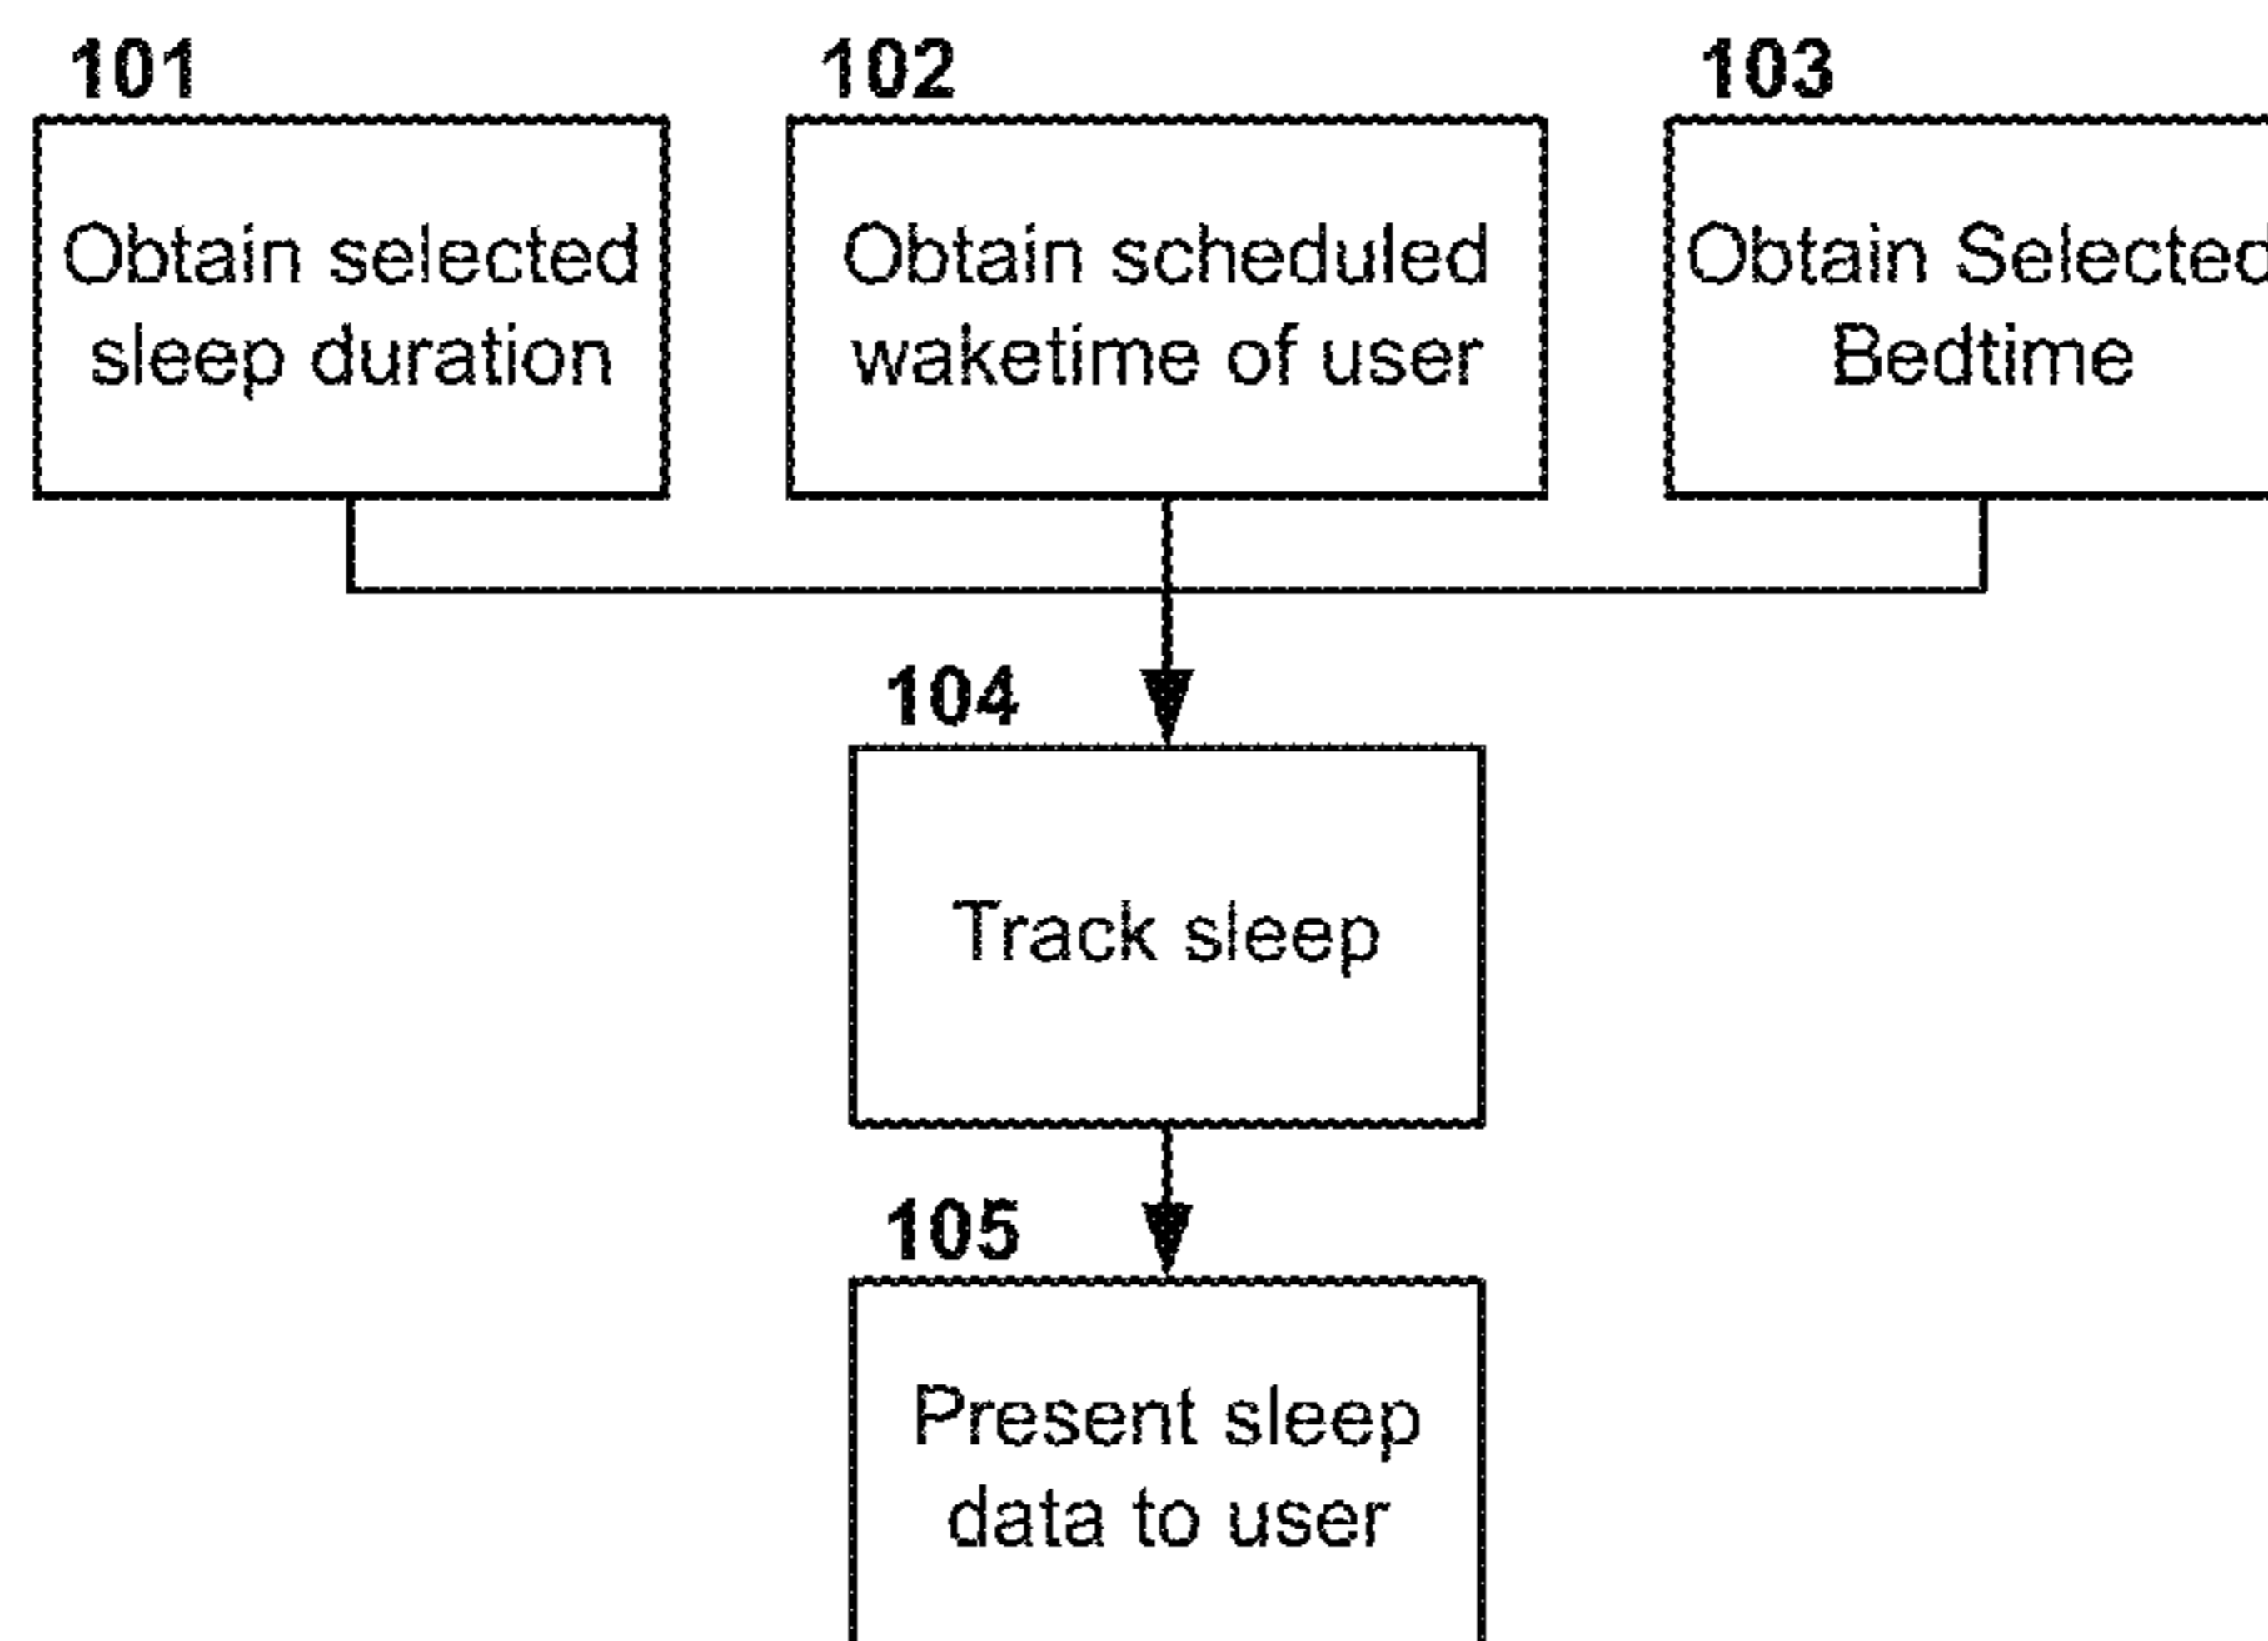 101
Obtain selected
sleep duration
102
Obtain scheduled
waketime of user
103
Obtain Selected
Bedtime
104
Track sleep
105
Present sleep
data to user